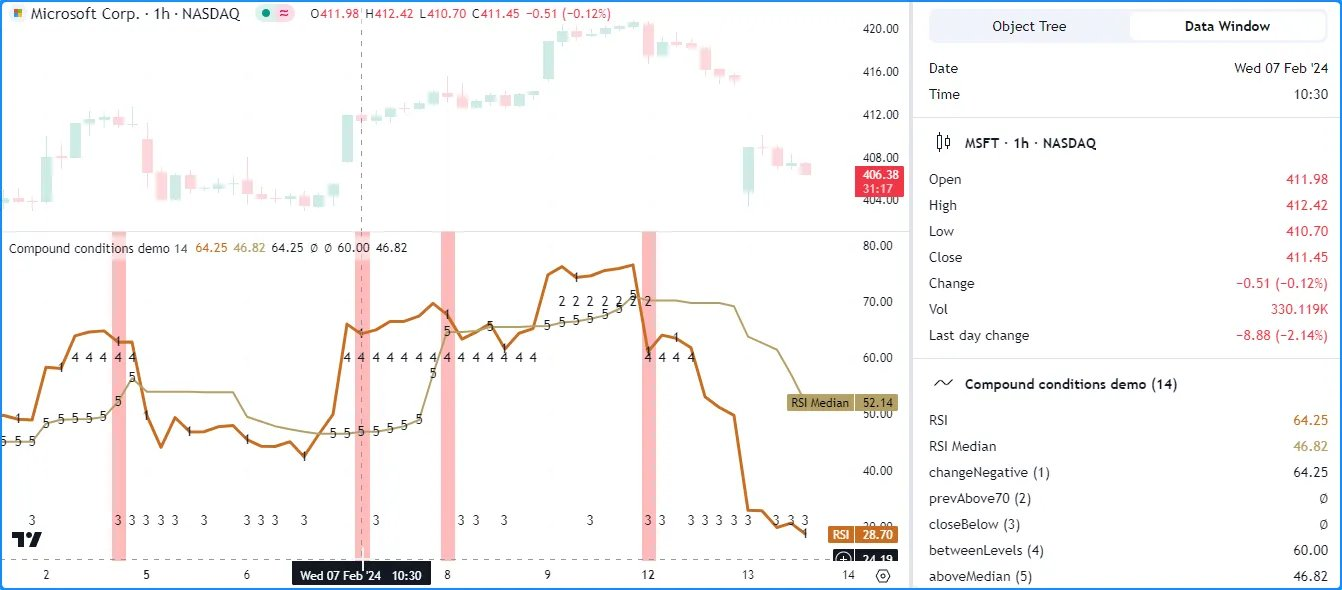 Microsoft Corp. · 1h · NASDAQ O411.98 H412.42 L410.70 C411.45 −0.51 (−0.12%)
420.00
416.00
412.00
408.00
406.38
31:17
404.00
Compound conditions demo 14 64.25 46.82 64.25 Ø Ø 60.00 46.82
80.00
70.00
60.00
RSI Median 52.14
50.00
40.00
RSI 28.70
24.19
2 5 6 Wed 07 Feb '24 10:30 8 9 12 13 14
Object Tree Data Window
Date Wed 07 Feb '24
Time 10:30
MSFT · 1h · NASDAQ
Open 411.98
High 412.42
Low 410.70
Close 411.45
Change −0.51 (−0.12%)
Vol 330.119K
Last day change −8.88 (−2.14%)
Compound conditions demo (14)
RSI 64.25
RSI Median 46.82
changeNegative (1) 64.25
prevAbove70 (2) Ø
closeBelow (3) Ø
betweenLevels (4) 60.00
aboveMedian (5) 46.82